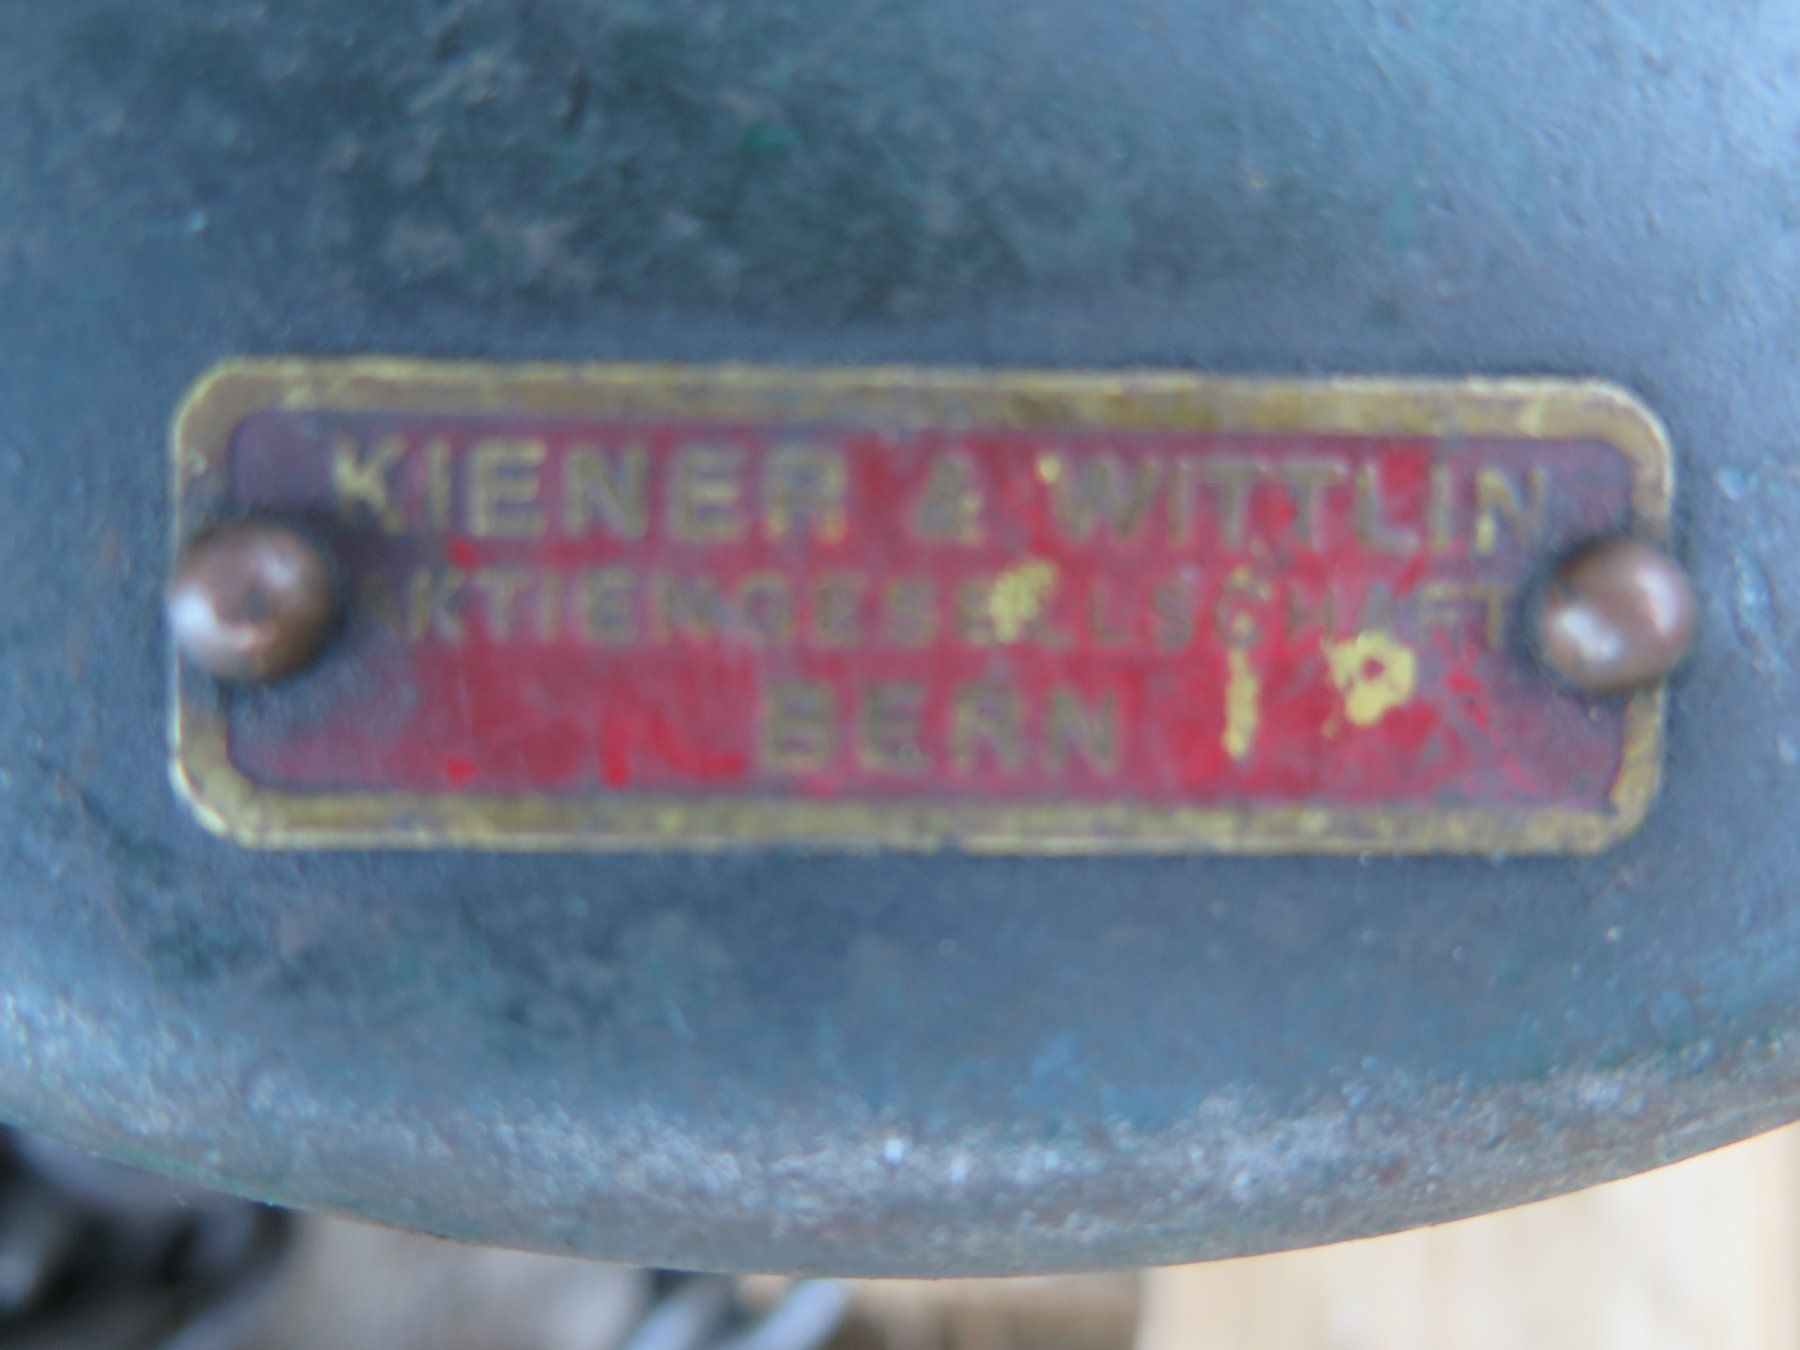 KIENER & WITTLIN
AKTIENGESELLSCHAFT
BERN